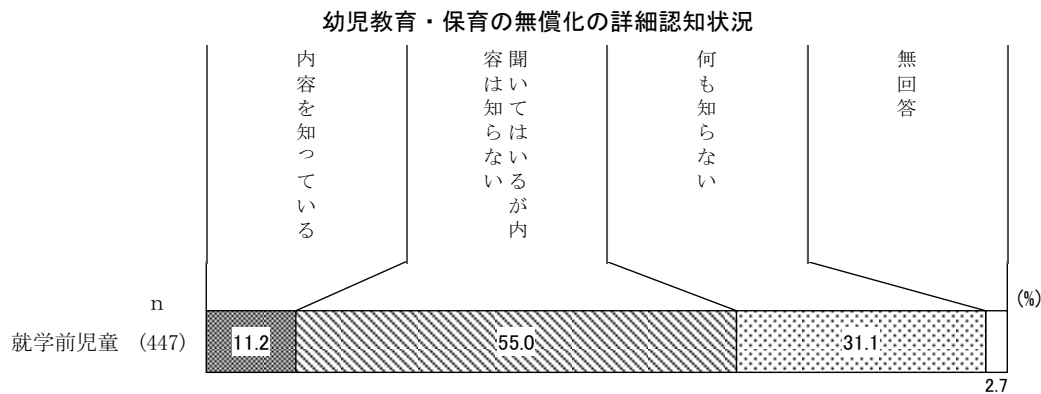 幼児教育・保育の無償化の詳細認知状況
内容を知っている
聞いてはいるが内
容は知らない
何も知らない
無回答
n
(%)
就学前児童 (447)
11.2
55.0
31.1
2.7